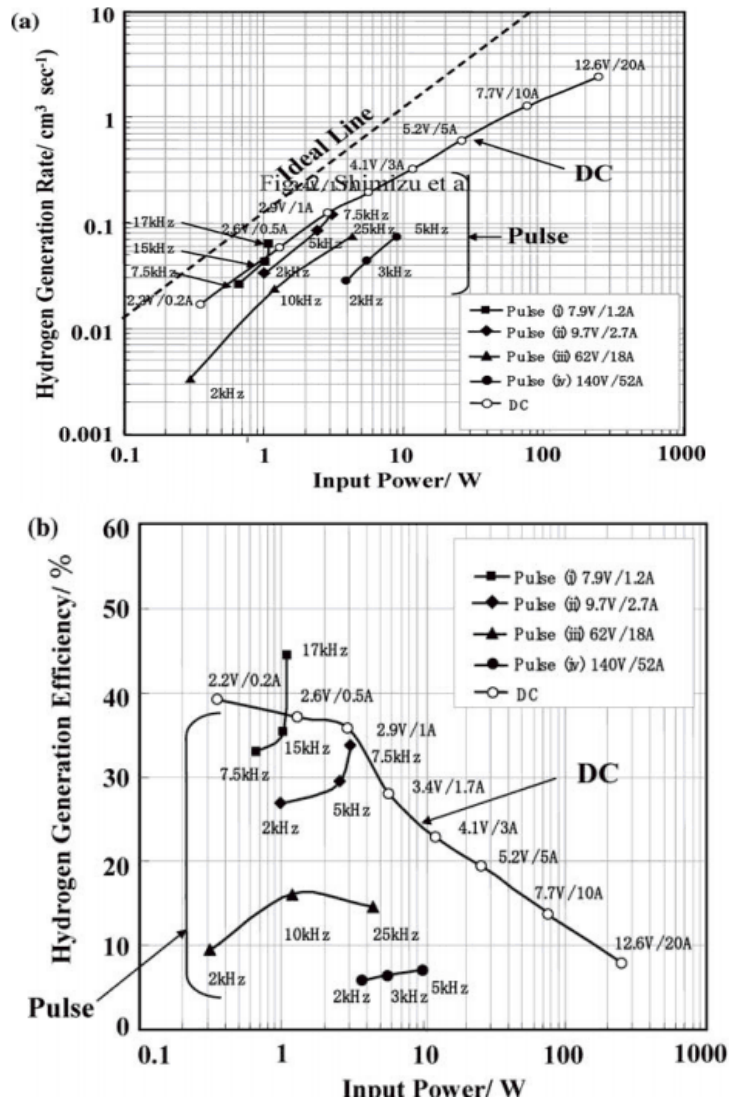 (a)
Hydrogen Generation Rate/ cm³ sec⁻¹
10
1
0.1
0.01
0.001
0.1
1
10
100
1000
Input Power/ W
Ideal Line
12.6V/20A
7.7V/10A
5.2V/5A
4.1V/3A
DC
Shimizu et al
2.9V/1A
2.6V/0.5A
2.2V/0.2A
17kHz
15kHz
7.5kHz
7.5kHz
5kHz
2kHz
25kHz
10kHz
2kHz
5kHz
3kHz
2kHz
Pulse
Pulse (i) 7.9V/1.2A
Pulse (ii) 9.7V/2.7A
Pulse (iii) 62V/18A
Pulse (iv) 140V/52A
DC
(b)
Hydrogen Generation Efficiency/ %
60
50
40
30
20
10
0
0.1
1
10
100
1000
Input Power/ W
Pulse (i) 7.9V/1.2A
Pulse (ii) 9.7V/2.7A
Pulse (iii) 62V/18A
Pulse (iv) 140V/52A
DC
17kHz
2.2V/0.2A
2.6V/0.5A
2.9V/1A
15kHz
7.5kHz
7.5kHz
5kHz
2kHz
3.4V/1.7A
DC
4.1V/3A
5.2V/5A
7.7V/10A
12.6V/20A
10kHz
25kHz
2kHz
2kHz
3kHz
5kHz
Pulse